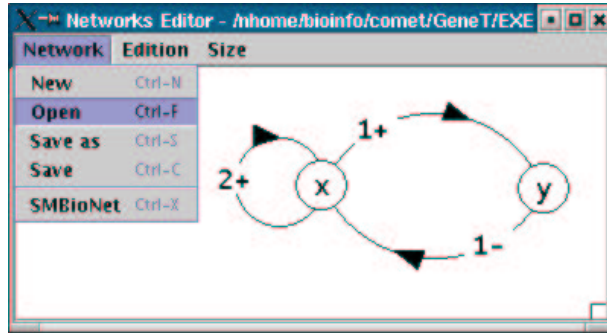 Networks Editor - /nhome/bioinfo/comet/GeneT/EXE
Network Edition Size
New Ctrl-N
Open Ctrl-F
Save as Ctrl-S
Save Ctrl-C
SMBioNet Ctrl-X
1+
2+
x
y
1-